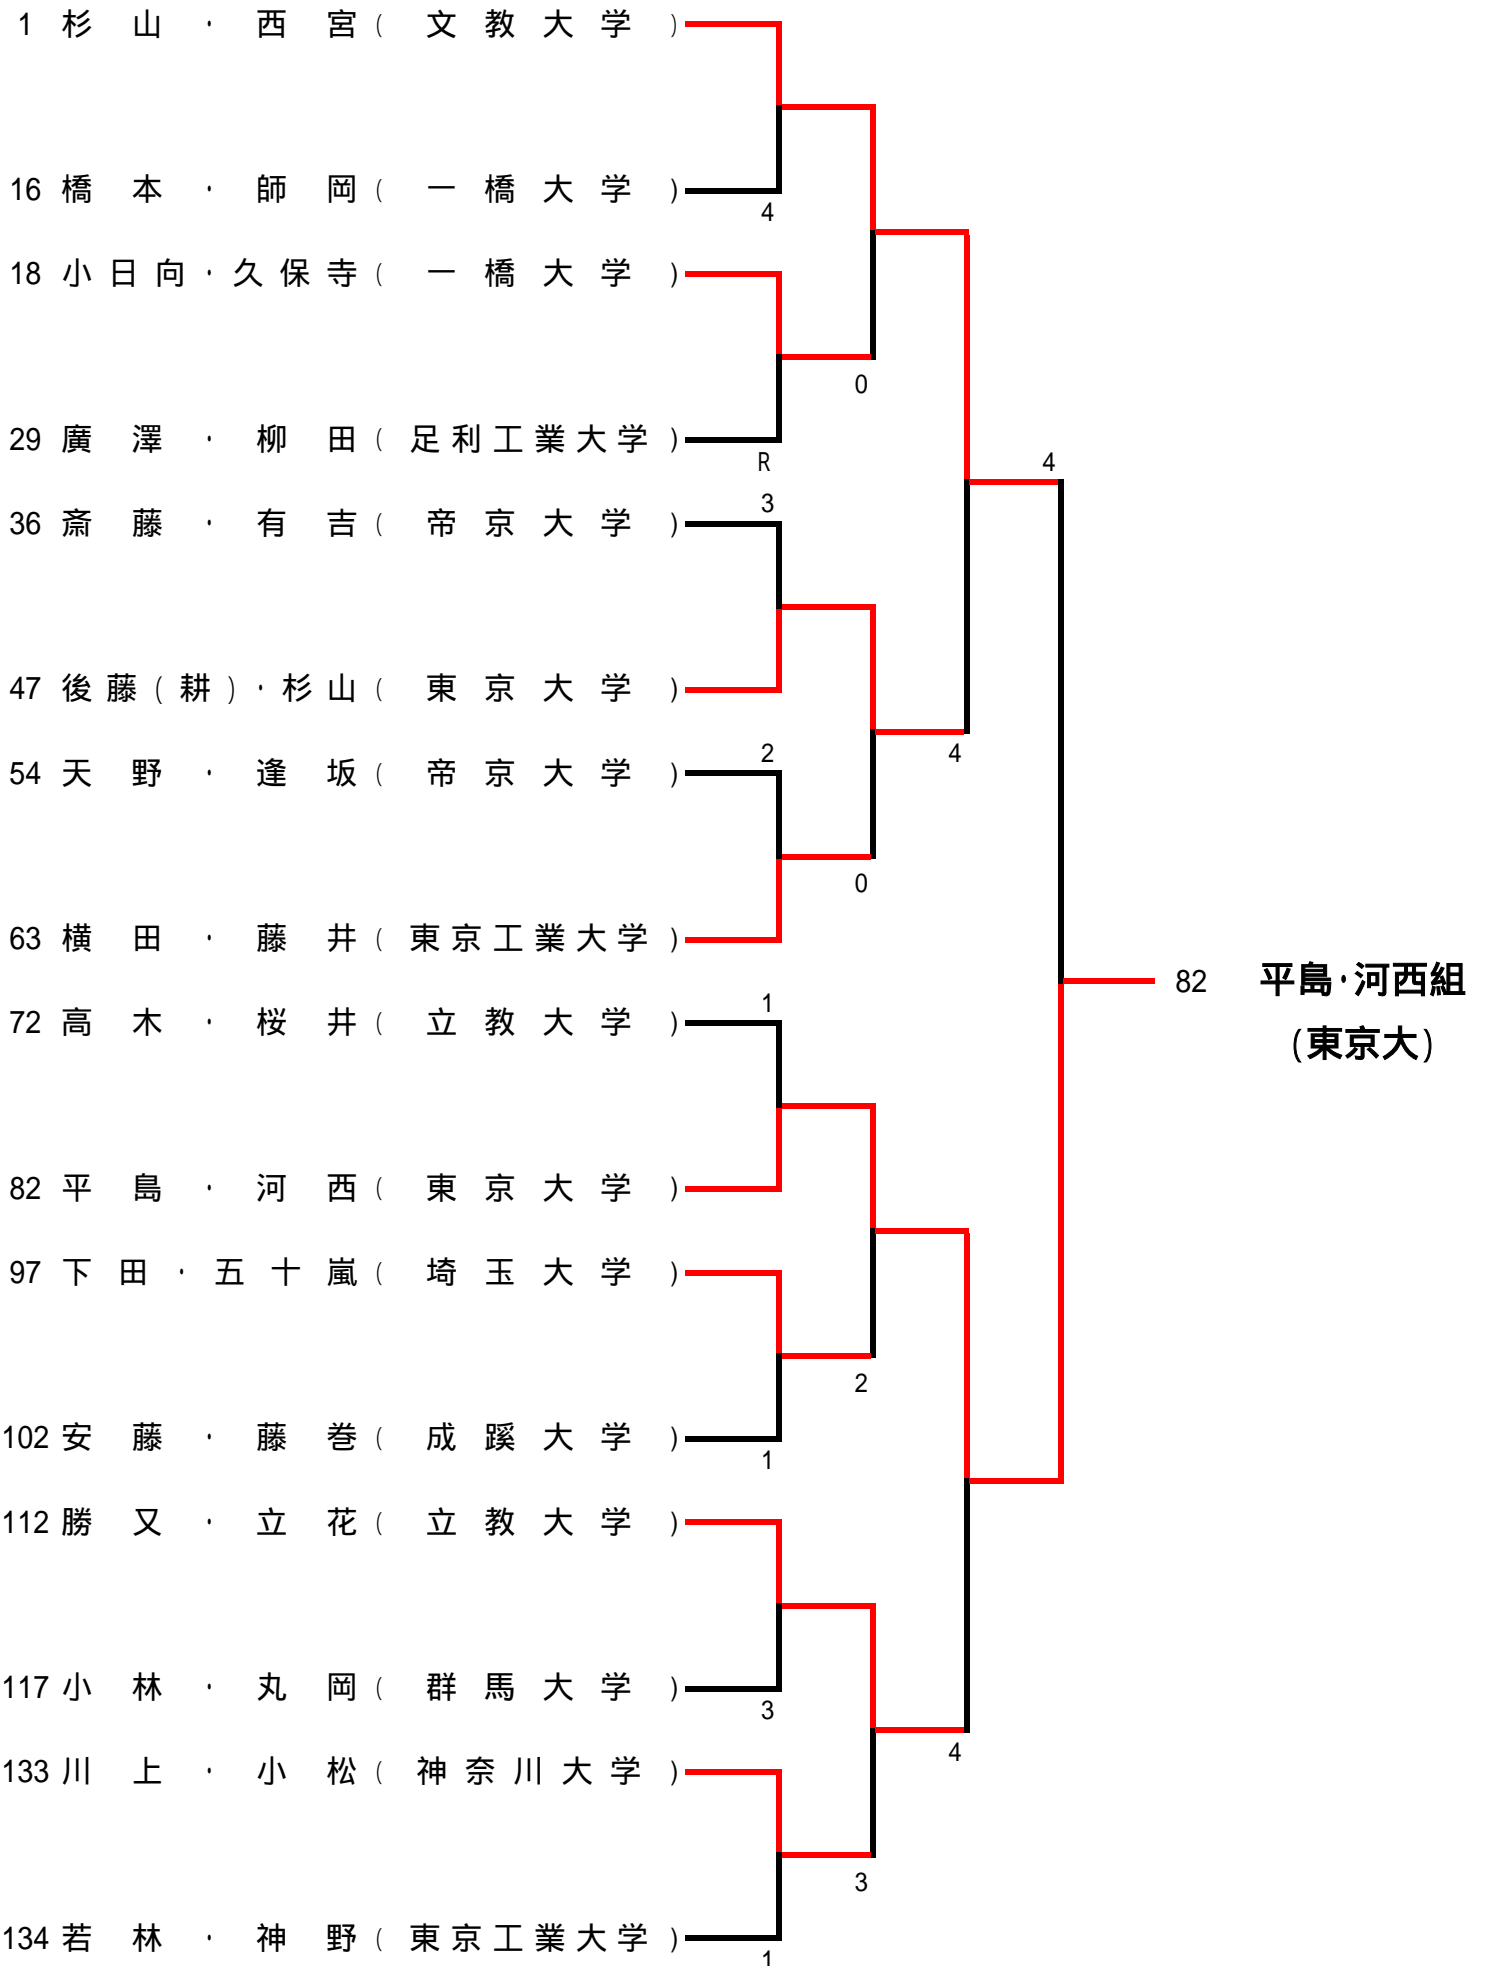 1 杉山・西宮(文教大学)
16 橋本・師岡(一橋大学)
4
18 小日向・久保寺(一橋大学)
0
29 廣澤・柳田(足利工業大学)
R
4
3
36 斎藤・有吉(帝京大学)
47 後藤(耕)・杉山(東京大学)
2
4
54 天野・逢坂(帝京大学)
0
63 横田・藤井(東京工業大学)
82 平島・河西組
(東京大)
1
72 高木・桜井(立教大学)
82 平島・河西(東京大学)
97 下田・五十嵐(埼玉大学)
2
102 安藤・藤巻(成蹊大学)
1
112 勝又・立花(立教大学)
117 小林・丸岡(群馬大学)
3
4
133 川上・小松(神奈川大学)
3
134 若林・神野(東京工業大学)
1